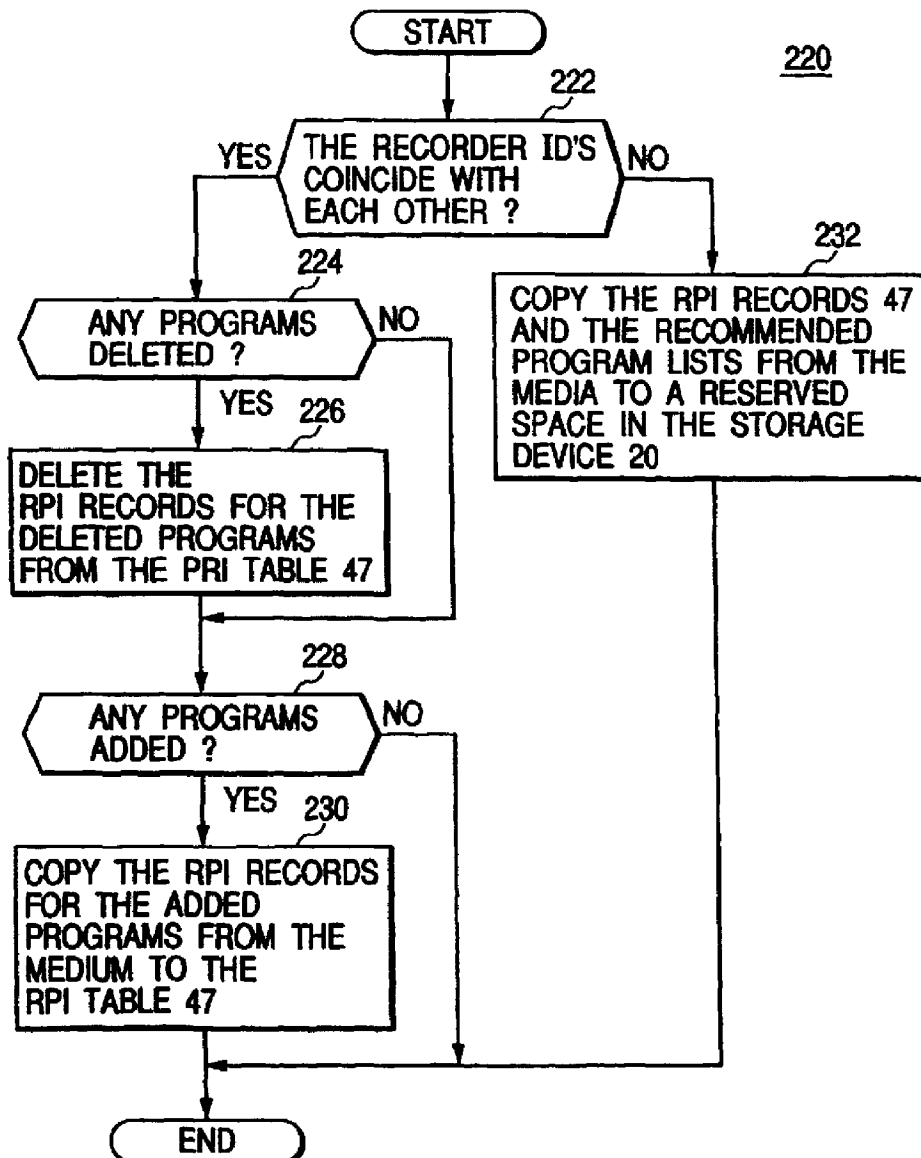 START
220
222
THE RECORDER ID'S
COINCIDE WITH
EACH OTHER ?
YES
NO
224
ANY PROGRAMS
DELETED ?
NO
YES
232
COPY THE RPI RECORDS 47
AND THE RECOMMENDED
PROGRAM LISTS FROM THE
MEDIA TO A RESERVED
SPACE IN THE STORAGE
DEVICE 20
226
DELETE THE
RPI RECORDS FOR THE
DELETED PROGRAMS
FROM THE PRI TABLE 47
228
ANY PROGRAMS
ADDED ?
NO
YES
230
COPY THE RPI RECORDS
FOR THE ADDED
PROGRAMS FROM THE
MEDIUM TO THE
RPI TABLE 47
END